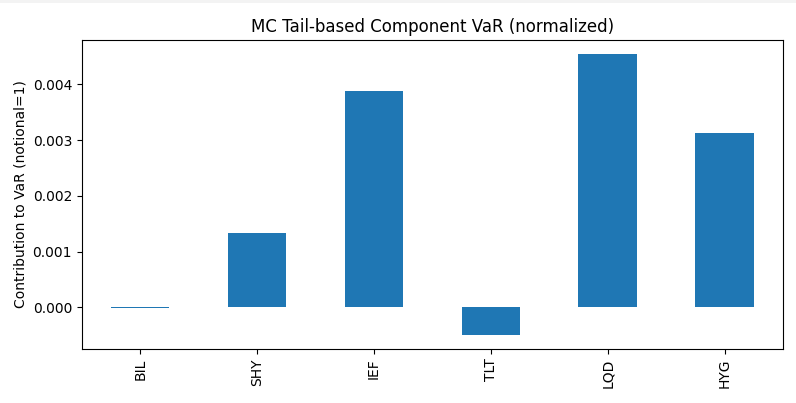 MC Tail-based Component VaR (normalized)
Contribution to VaR (notional=1)
0.004
0.003
0.002
0.001
0.000
BIL
SHY
IEF
TLT
LQD
HYG